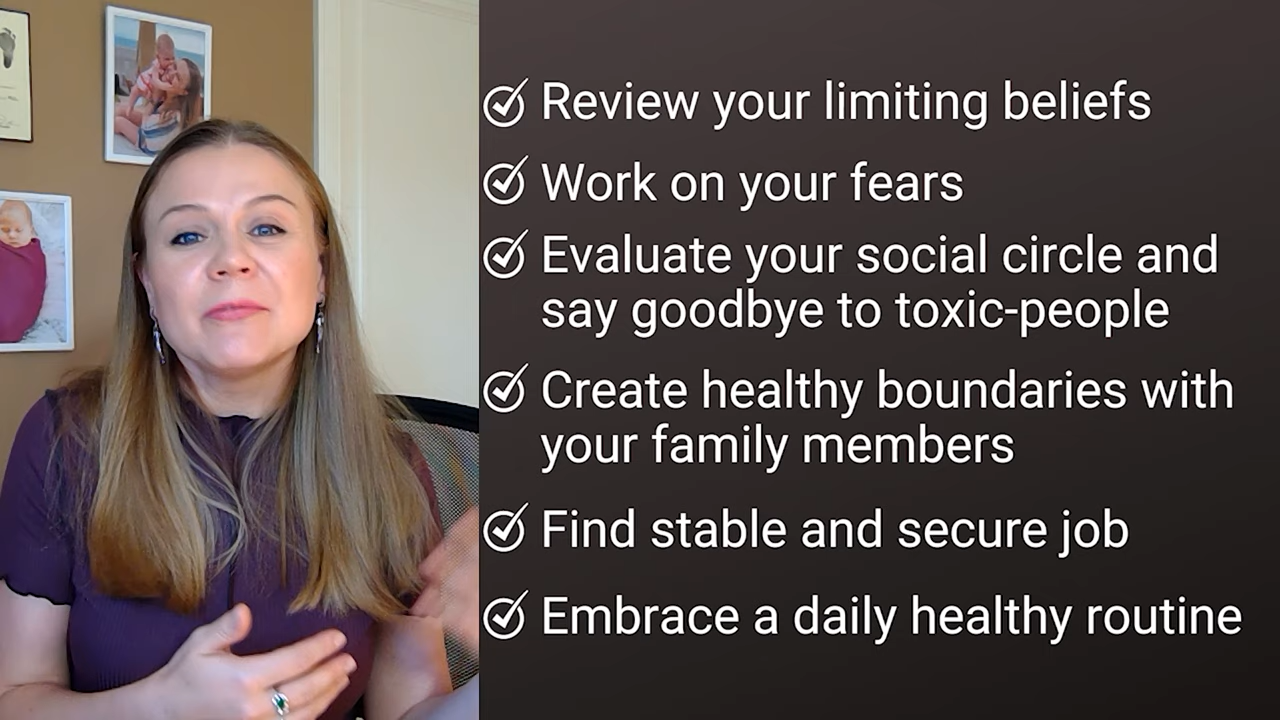 Review your limiting beliefs
Work on your fears
Evaluate your social circle and
say goodbye to toxic-people
Create healthy boundaries with
your family members
Find stable and secure job
Embrace a daily healthy routine